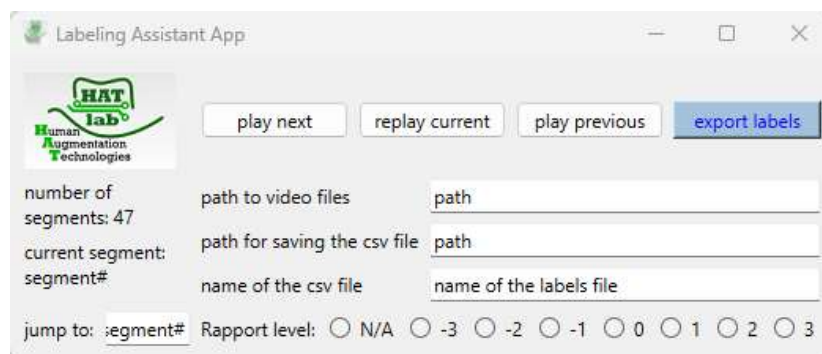 Labeling Assistant App
HAT
lab
Human
Augmentation
Technologies
play next replay current play previous export labels
number of
segments: 47
path to video files path
current segment:
segment#
path for saving the csv file path
name of the csv file name of the labels file
jump to: segment# Rapport level: N/A -3 -2 -1 0 1 2 3